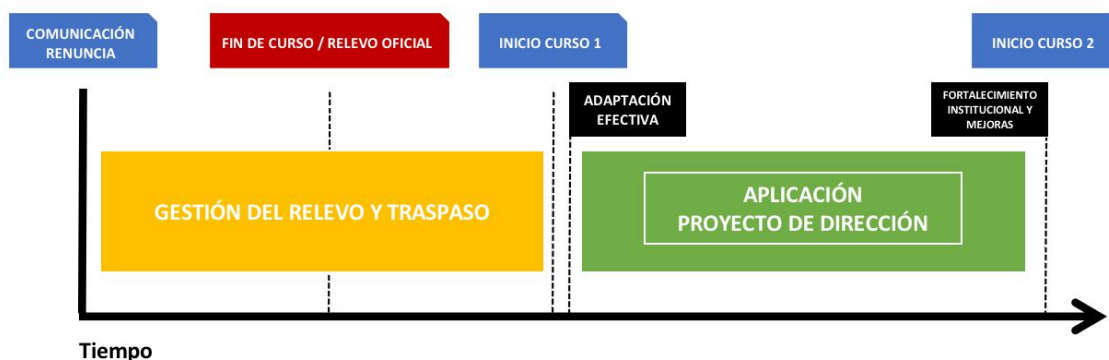 COMUNICACIÓN
RENUNCIA
FIN DE CURSO / RELEVO OFICIAL
INICIO CURSO 1
INICIO CURSO 2
ADAPTACIÓN
EFECTIVA
FORTALECIMIENTO
INSTITUCIONAL Y
MEJORAS
GESTIÓN DEL RELEVO Y TRASPASO
APLICACIÓN
PROYECTO DE DIRECCIÓN
Tiempo